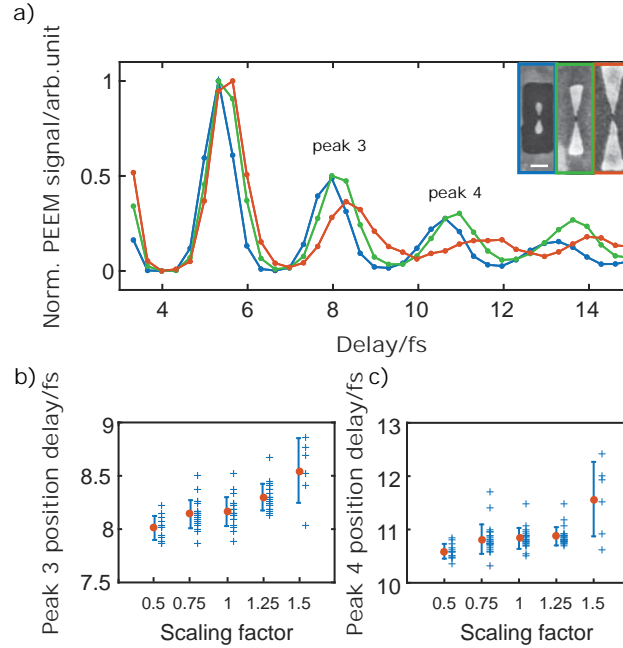 a)
Norm. PEEM signal/arb.unit
1
0.5
0
peak 3
peak 4
4 6 8 10 12 14
Delay/fs
b)
Peak 3 position delay/fs
9
8.5
8
7.5
0.5 0.75 1 1.25 1.5
Scaling factor
c)
Peak 4 position delay/fs
13
12
11
10
0.5 0.75 1 1.25 1.5
Scaling factor